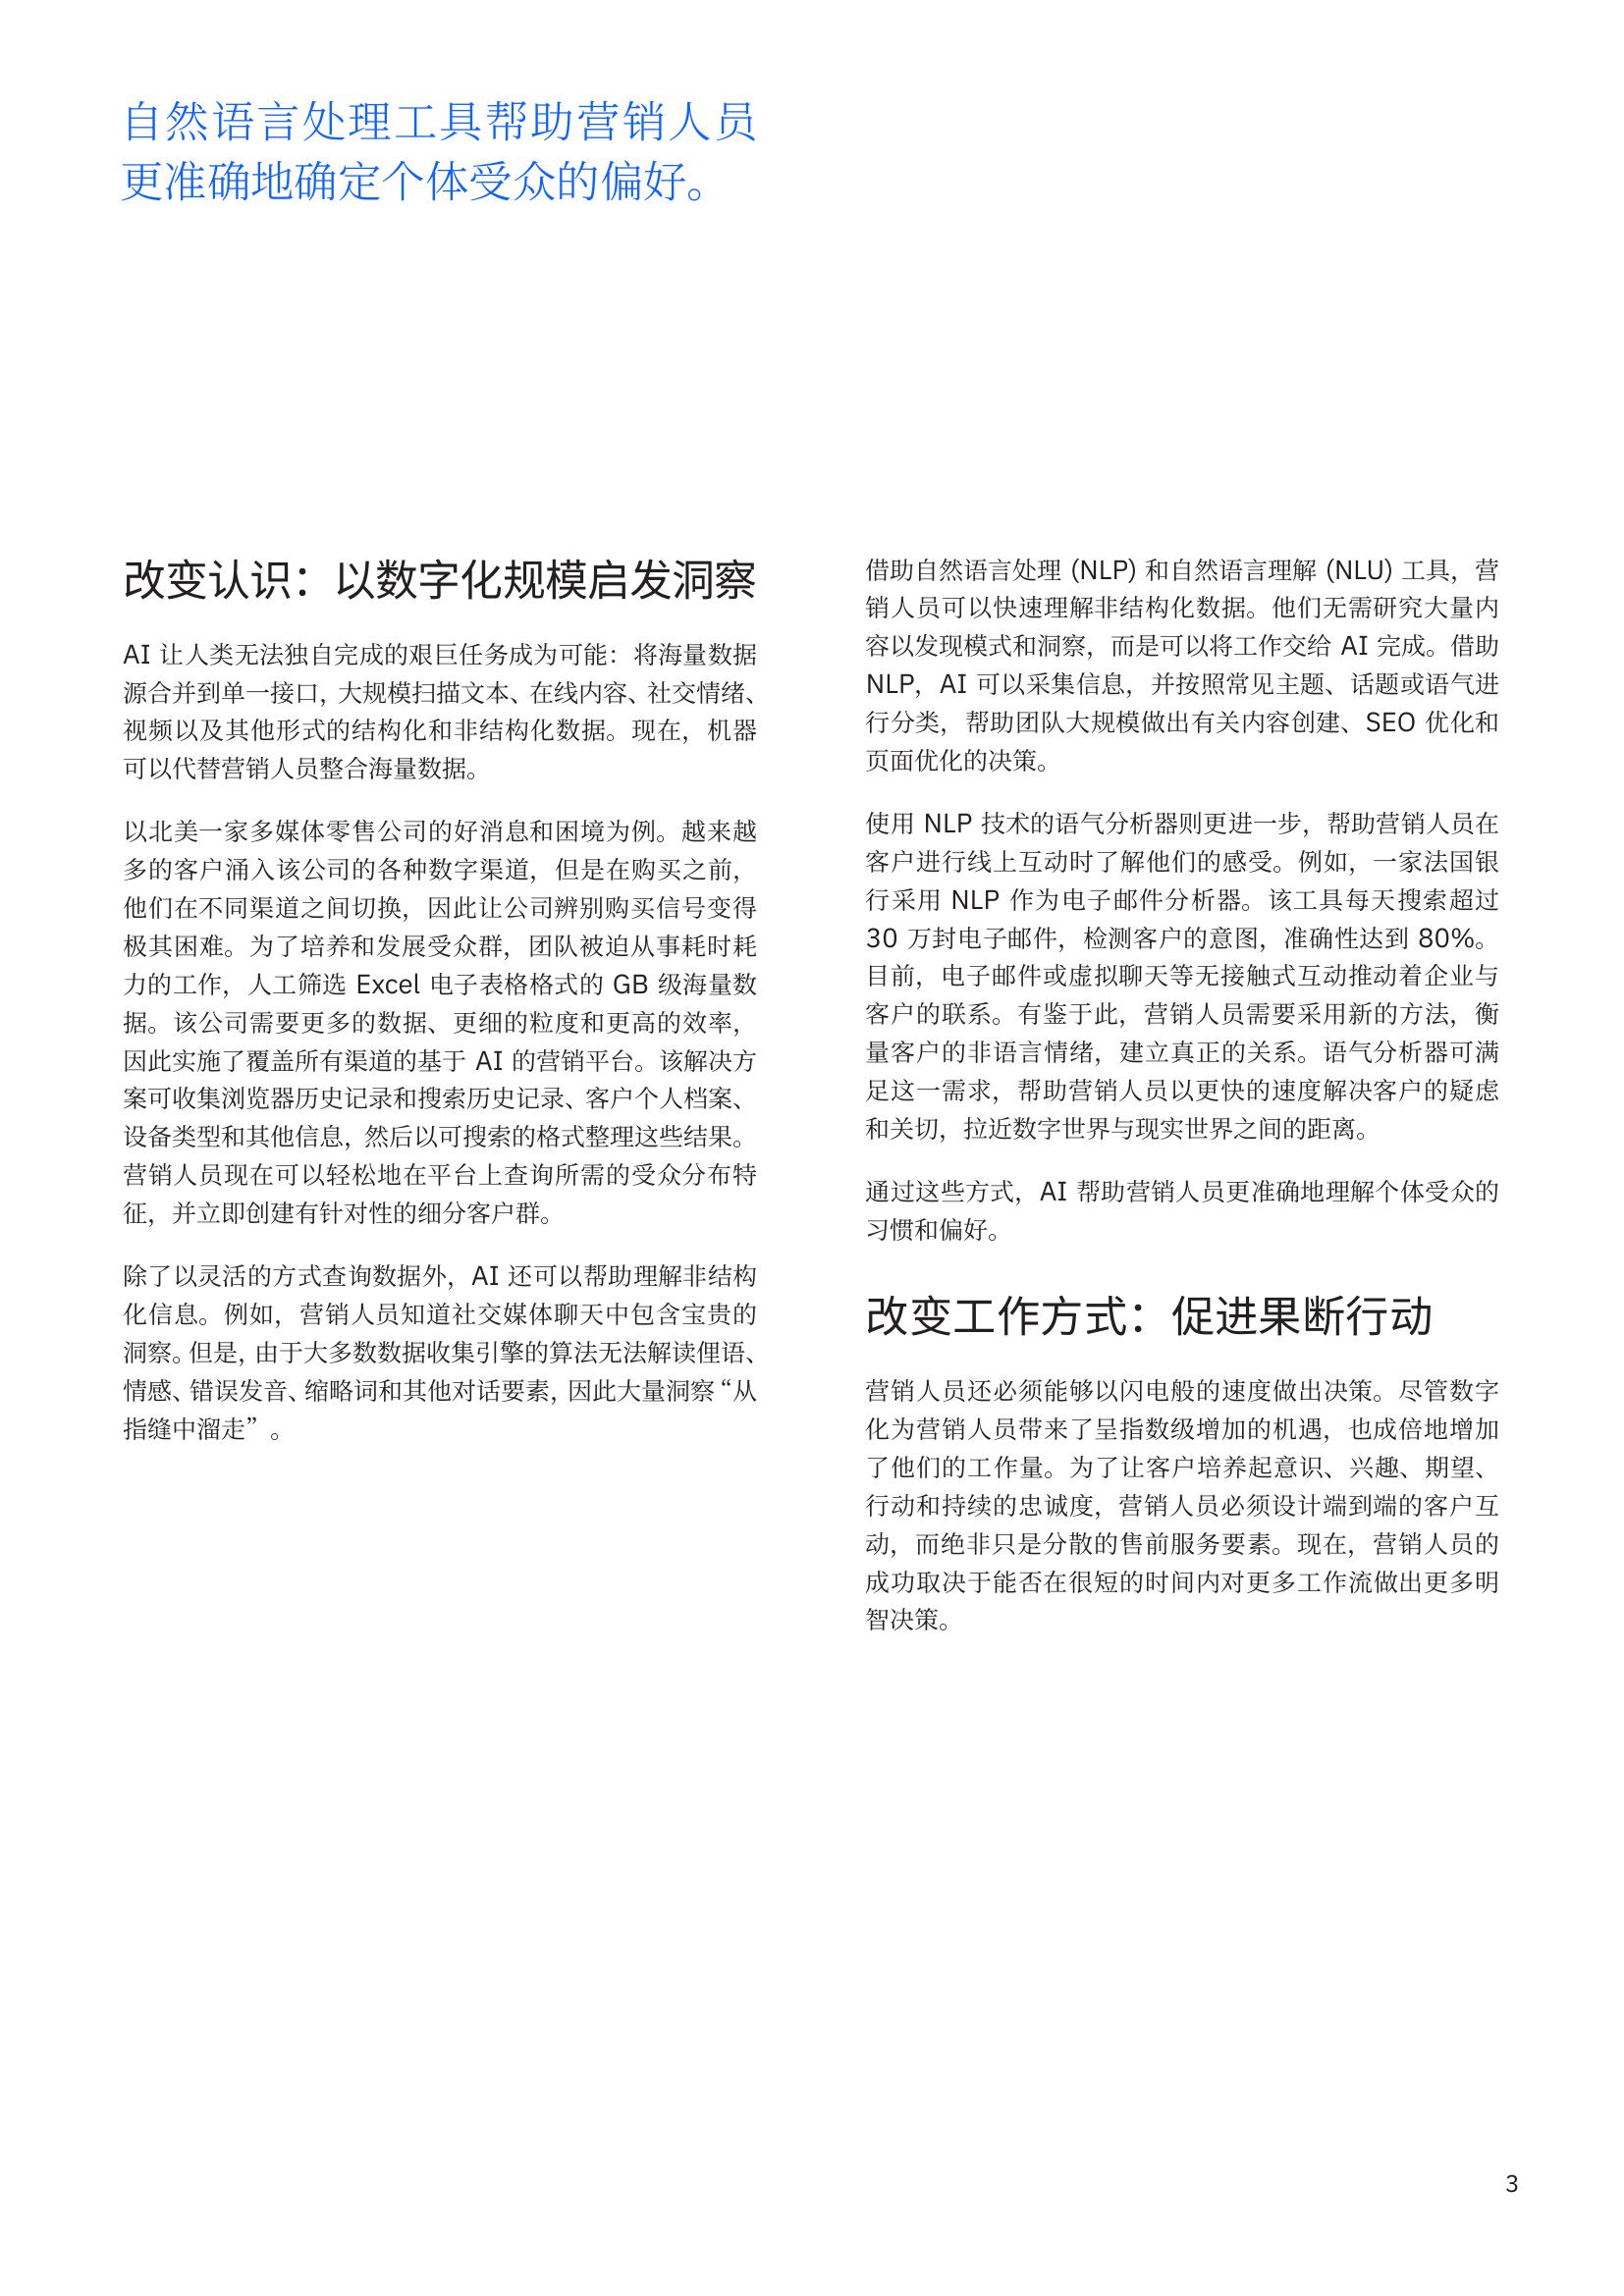 自然语言处理工具帮助营销人员
更准确地确定个体受众的偏好。
改变认识：以数字化规模启发洞察
AI 让人类无法独自完成的艰巨任务成为可能：将海量数据
源合并到单一接口，大规模扫描文本、在线内容、社交情绪、
视频以及其他形式的结构化和非结构化数据。现在，机器
可以代替营销人员整合海量数据。
以北美一家多媒体零售公司的好消息和困境为例。越来越
多的客户涌入该公司的各种数字渠道，但是在购买之前，
他们在不同渠道之间切换，因此让公司辨别购买信号变得
极其困难。为了培养和发展受众群，团队被迫从事耗时耗
力的工作，人工筛选 Excel 电子表格格式的 GB 级海量数
据。该公司需要更多的数据、更细的粒度和更高的效率，
因此实施了覆盖所有渠道的基于 AI 的营销平台。该解决方
案可收集浏览器历史记录和搜索历史记录、客户个人档案、
设备类型和其他信息，然后以可搜索的格式整理这些结果。
营销人员现在可以轻松地在平台上查询所需的受众分布特
征，并立即创建有针对性的细分客户群。
除了以灵活的方式查询数据外，AI 还可以帮助理解非结构
化信息。例如，营销人员知道社交媒体聊天中包含宝贵的
洞察。但是，由于大多数数据收集引擎的算法无法解读俚语、
情感、错误发音、缩略词和其他对话要素，因此大量洞察“从
指缝中溜走”。
借助自然语言处理 (NLP) 和自然语言理解 (NLU) 工具，营
销人员可以快速理解非结构化数据。他们无需研究大量内
容以发现模式和洞察，而是可以将工作交给 AI 完成。借助
NLP，AI 可以采集信息，并按照常见主题、话题或语气进
行分类，帮助团队大规模做出有关内容创建、SEO 优化和
页面优化的决策。
使用 NLP 技术的语气分析器则更进一步，帮助营销人员在
客户进行线上互动时了解他们的感受。例如，一家法国银
行采用 NLP 作为电子邮件分析器。该工具每天搜索超过
30 万封电子邮件，检测客户的意图，准确性达到 80%。
目前，电子邮件或虚拟聊天等无接触式互动推动着企业与
客户的联系。有鉴于此，营销人员需要采用新的方法，衡
量客户的非语言情绪，建立真正的关系。语气分析器可满
足这一需求，帮助营销人员以更快的速度解决客户的疑虑
和关切，拉近数字世界与现实世界之间的距离。
通过这些方式，AI 帮助营销人员更准确地理解个体受众的
习惯和偏好。
改变工作方式：促进果断行动
营销人员还必须能够以闪电般的速度做出决策。尽管数字
化为营销人员带来了呈指数级增加的机遇，也成倍地增加
了他们的工作量。为了让客户培养起意识、兴趣、期望、
行动和持续的忠诚度，营销人员必须设计端到端的客户互
动，而绝非只是分散的售前服务要素。现在，营销人员的
成功取决于能否在很短的时间内对更多工作流做出更多明
智决策。
3